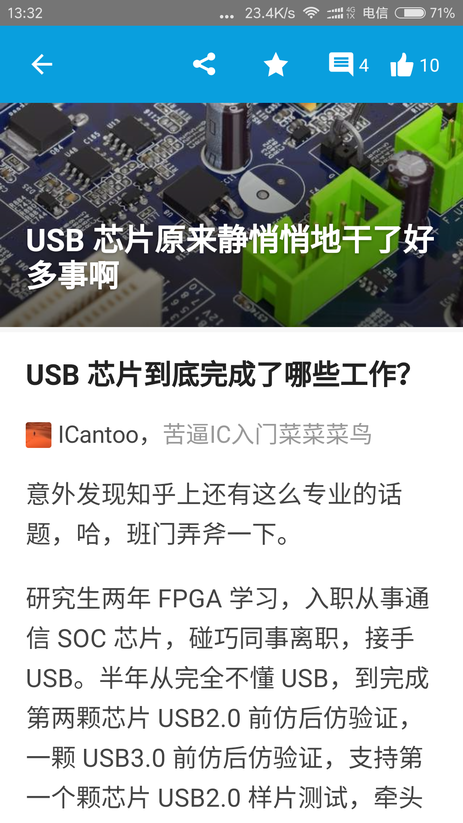 13:32
... 23.4K/s 4G 1X 电信 71%
4 10
USB 芯片原来静悄悄地干了好
多事啊
USB 芯片到底完成了哪些工作？
ICantoo，苦逼IC入门菜菜菜鸟
意外发现知乎上还有这么专业的话
题，哈，班门弄斧一下。
研究生两年 FPGA 学习，入职从事通
信 SOC 芯片，碰巧同事离职，接手
USB。半年从完全不懂 USB，到完成
第两颗芯片 USB2.0 前仿后仿验证，
一颗 USB3.0 前仿后仿验证，支持第
一个颗芯片 USB2.0 样片测试，牵头